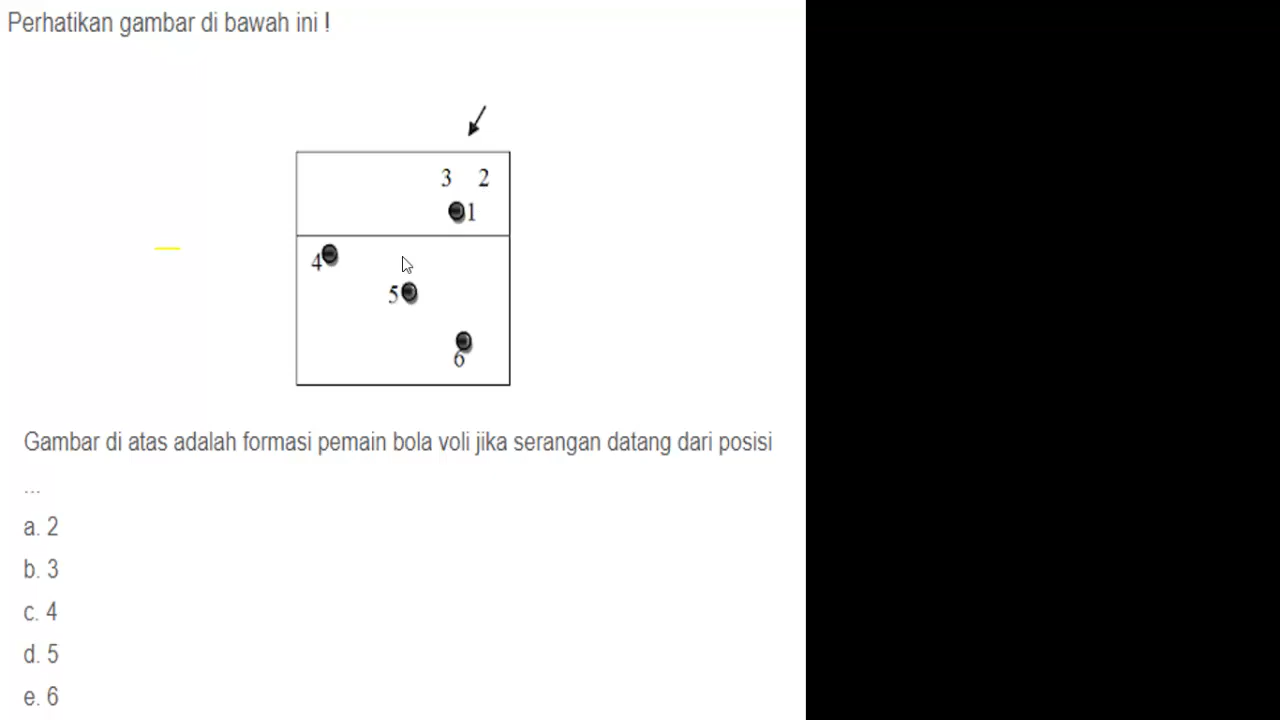 Perhatikan gambar di bawah ini !
3 2
1
4
5
6
Gambar di atas adalah formasi pemain bola voli jika serangan datang dari posisi
...
a. 2
b. 3
c. 4
d. 5
e. 6